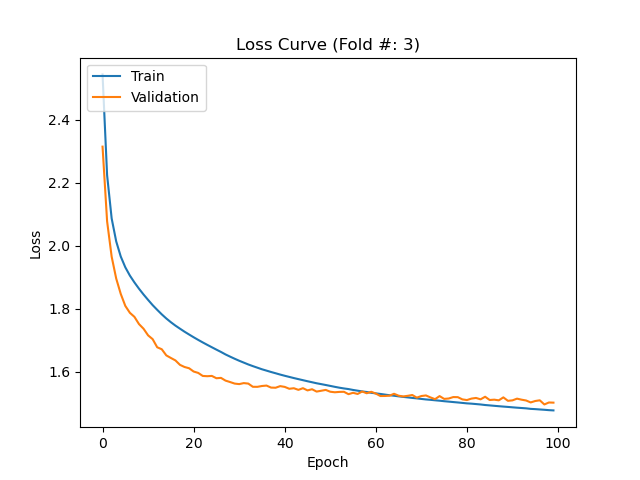 Loss Curve (Fold #: 3)
Train
Validation
2.4
2.2
2.0
1.8
1.6
Loss
0 20 40 60 80 100
Epoch